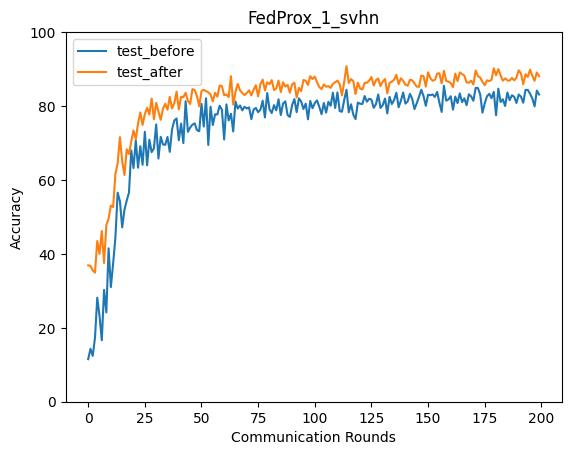 FedProx_1_svhn
test_before
test_after
Accuracy
100
80
60
40
20
0
0 25 50 75 100 125 150 175 200
Communication Rounds